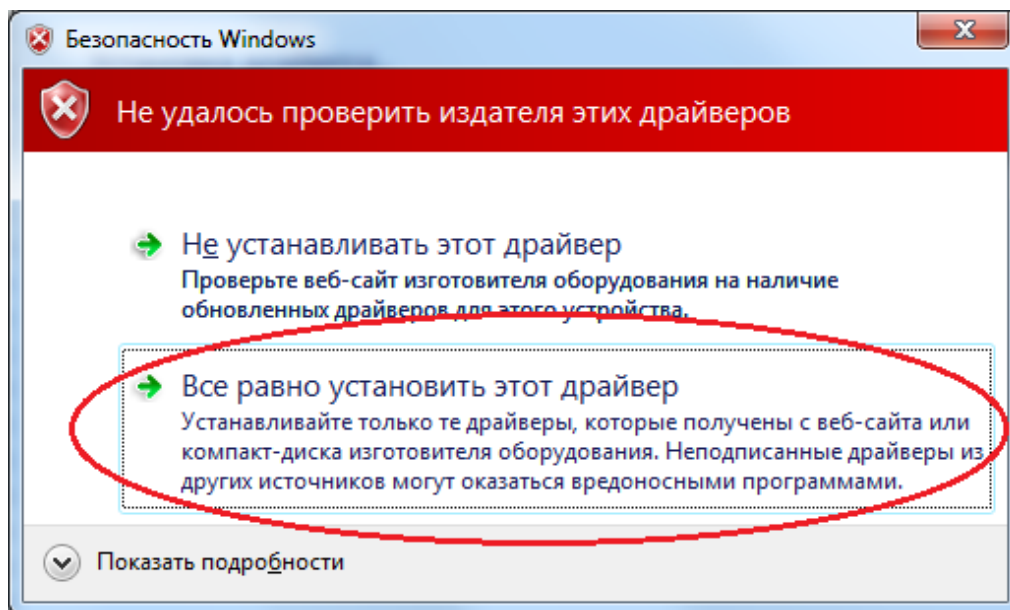 Безопасность Windows
Не удалось проверить издателя этих драйверов
Не устанавливать этот драйвер
Проверьте веб-сайт изготовителя оборудования на наличие
обновленных драйверов для этого устройства.
Все равно установить этот драйвер
Устанавливайте только те драйверы, которые получены с веб-сайта или
компакт-диска изготовителя оборудования. Неподписанные драйверы из
других источников могут оказаться вредоносными программами.
Показать подробности